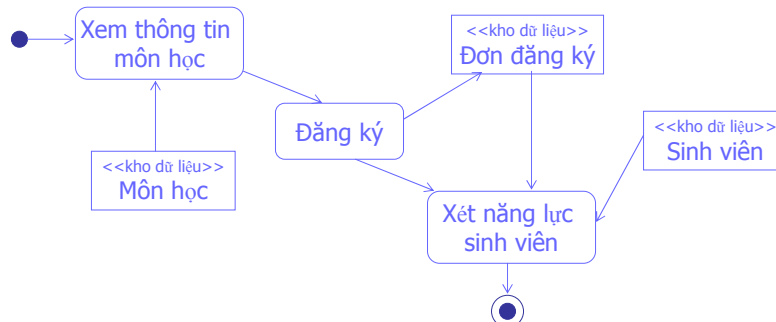 Xem thông tin
môn học
<<kho dữ liệu>>
Đơn đăng ký
Đăng ký
<<kho dữ liệu>>
Sinh viên
<<kho dữ liệu>>
Môn học
Xét năng lực
sinh viên